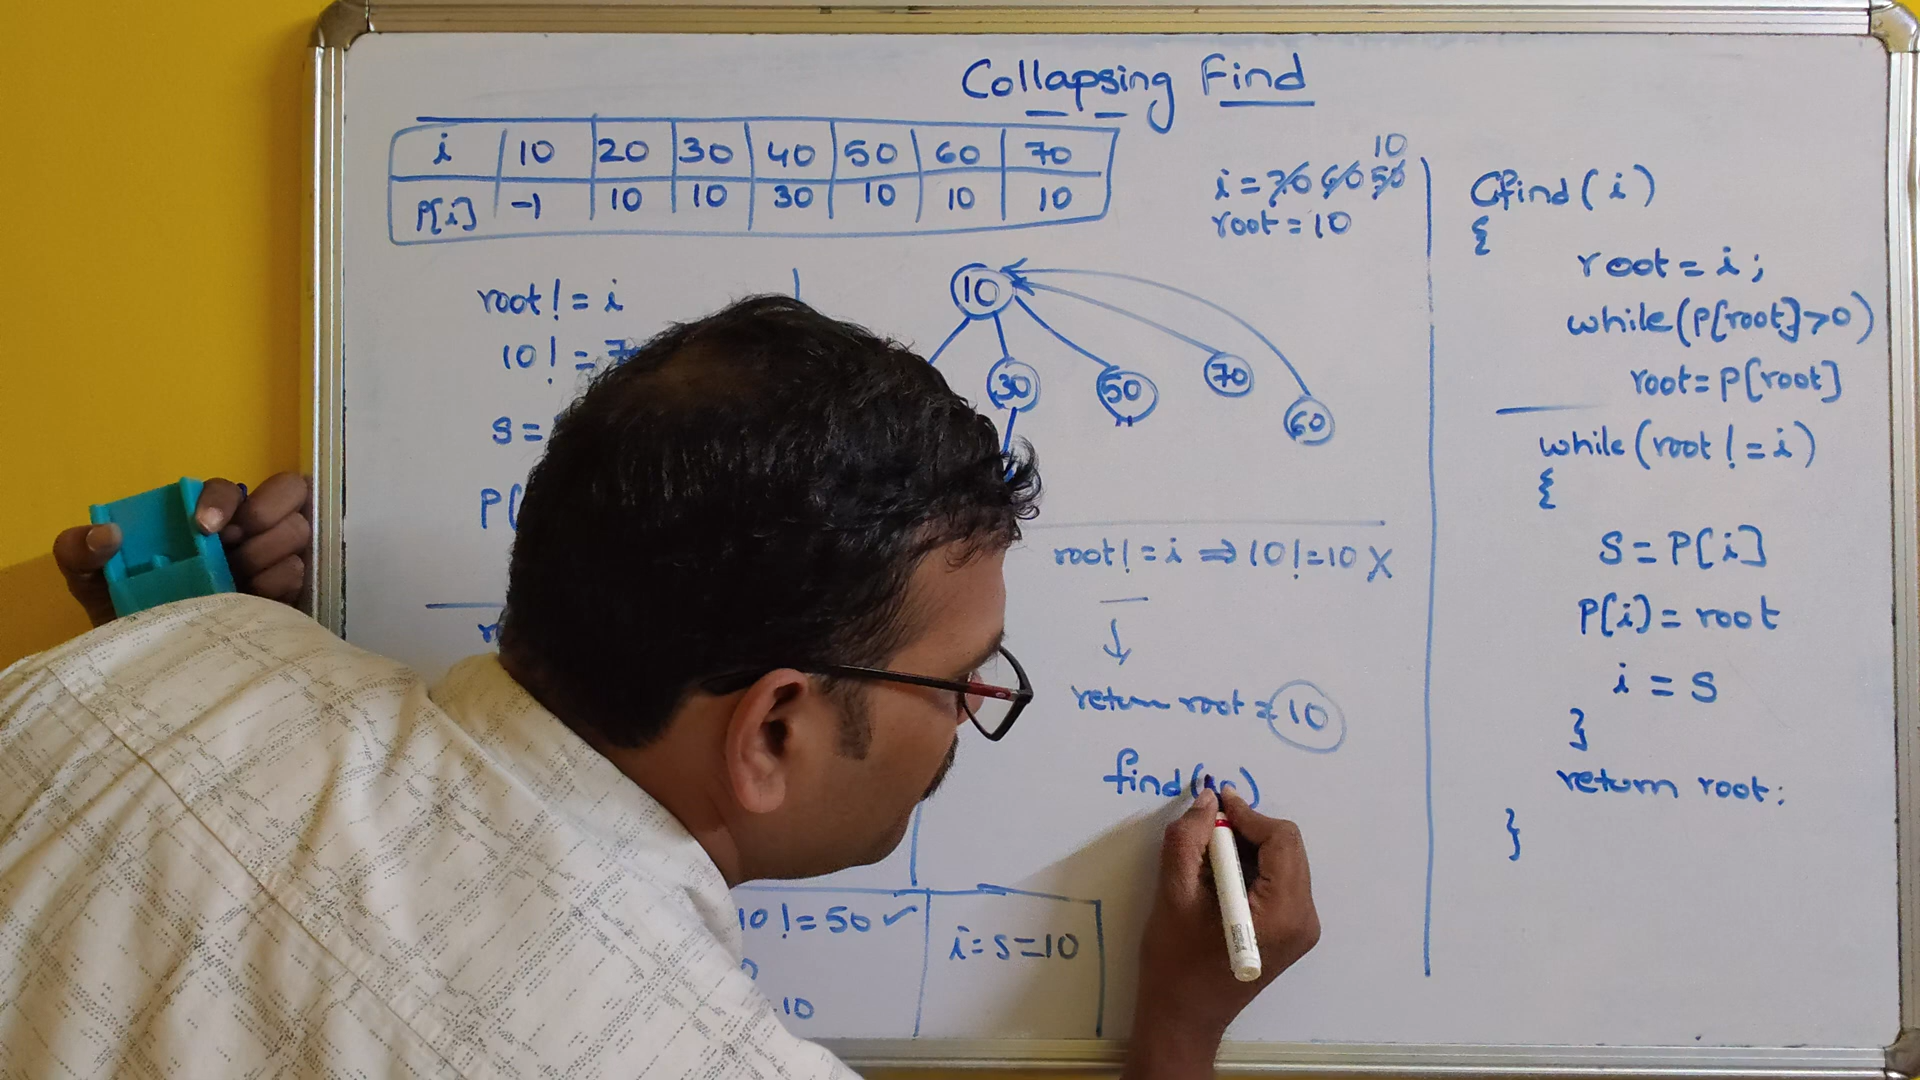 Collapsing Find
i 10 20 30 40 50 60 70
P[i] -1 10 10 30 10 10 10
10
i = 70 60 50
root = 10
root != i
10 ! =
S =
P[
10
30
50
70
60
root != i ⇒ 10 != 10 X
↓
return root = 10
find(
10 != 50 ✓
10
i = s = 10
Cfind(i)
{
root = i;
while(P[root]>0)
root = P[root]
while(root != i)
{
S = P[i]
P[i] = root
i = S
}
return root;
}